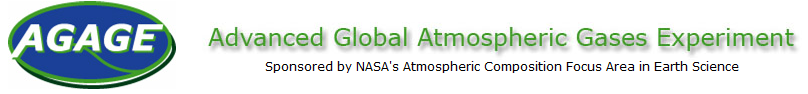 AGAGE
Advanced Global Atmospheric Gases Experiment
Sponsored by NASA's Atmospheric Composition Focus Area in Earth Science